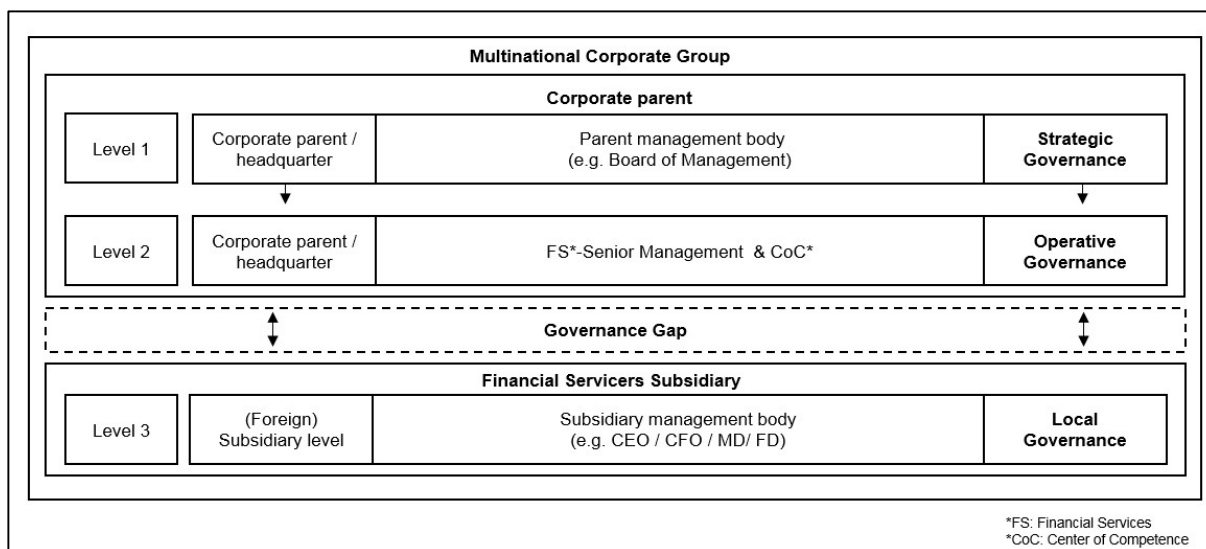 Multinational Corporate Group
Corporate parent
Level 1
Corporate parent /
headquarter
Parent management body
(e.g. Board of Management)
Strategic
Governance
Level 2
Corporate parent /
headquarter
FS*-Senior Management & CoC*
Operative
Governance
Governance Gap
Financial Servicers Subsidiary
Level 3
(Foreign)
Subsidiary level
Subsidiary management body
(e.g. CEO / CFO / MD/ FD)
Local
Governance
*FS: Financial Services
*CoC: Center of Competence